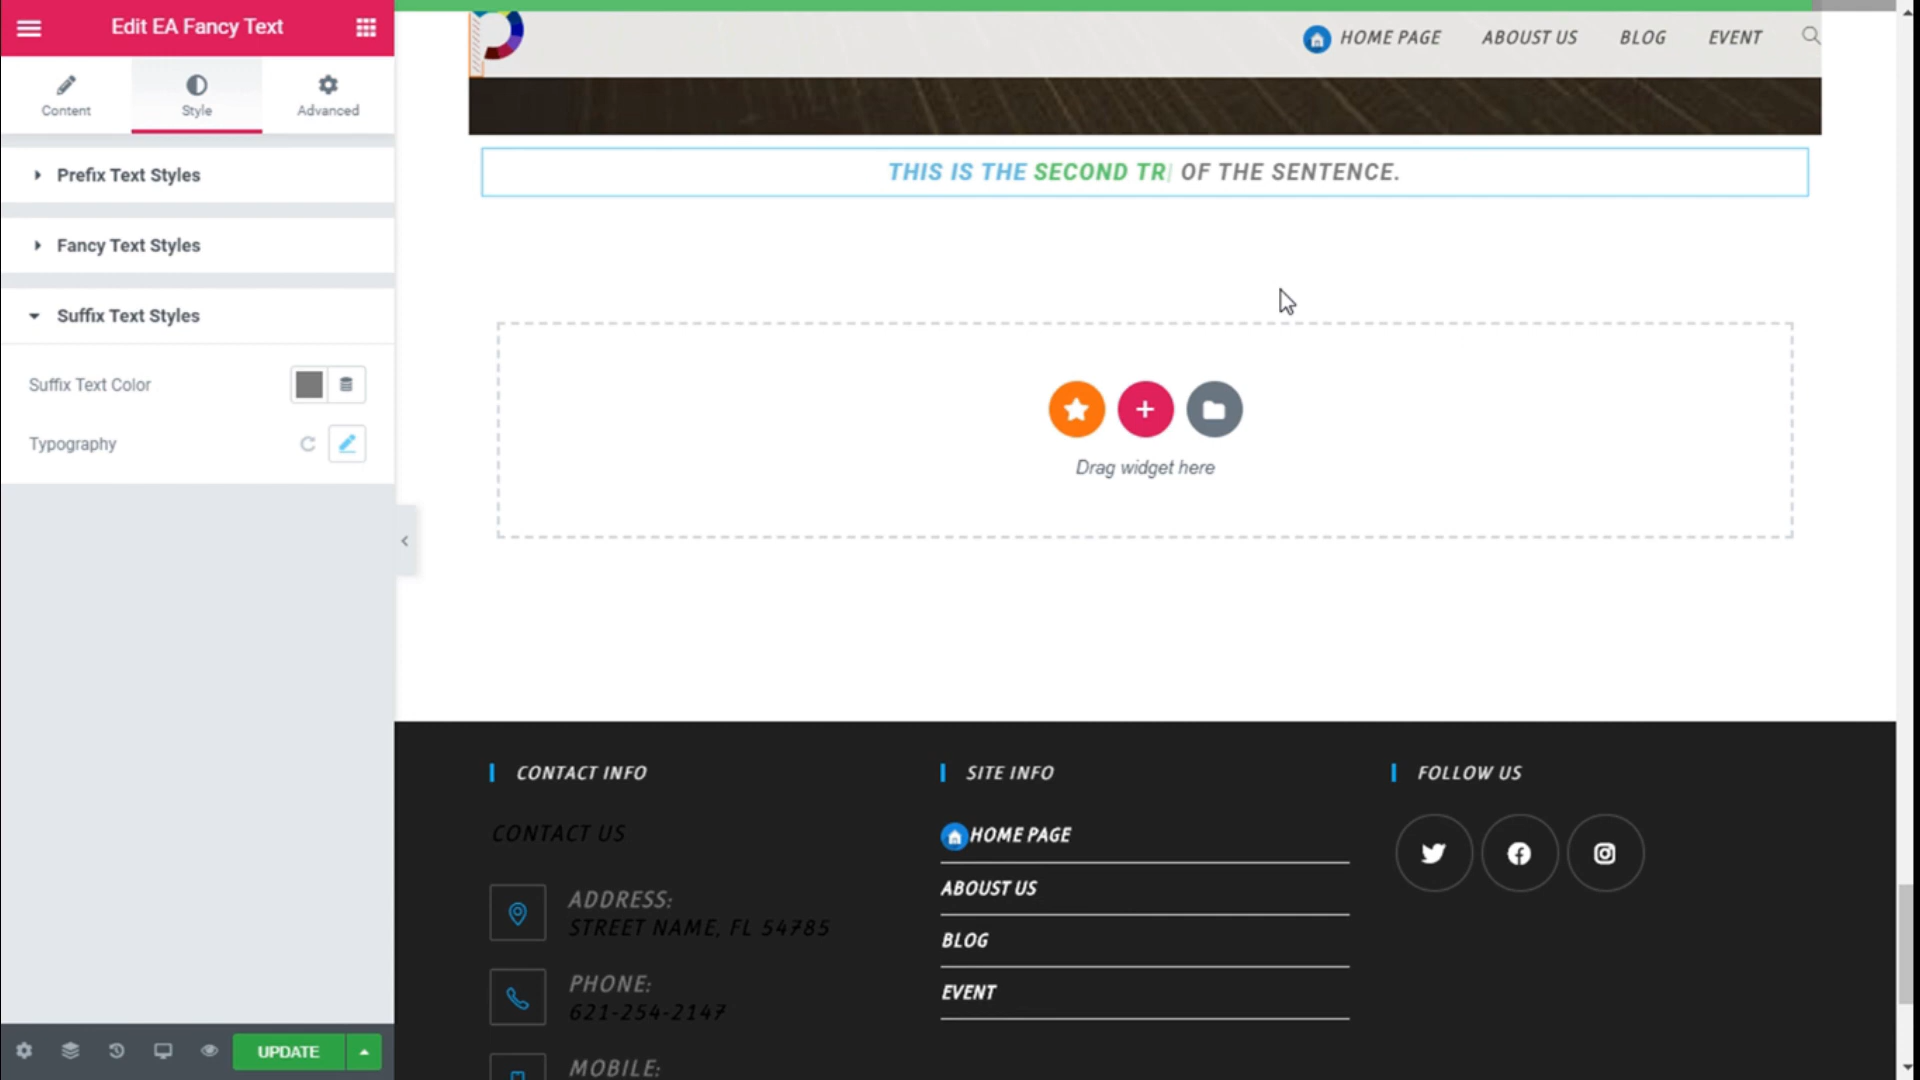 Edit EA Fancy Text
Content
Style
Advanced
Prefix Text Styles
Fancy Text Styles
Suffix Text Styles
Suffix Text Color
Typography
UPDATE
HOME PAGE
ABOUST US
BLOG
EVENT
THIS IS THE SECOND TR| OF THE SENTENCE.
Drag widget here
CONTACT INFO
CONTACT US
ADDRESS:
STREET NAME, FL 54785
PHONE:
621-254-2147
MOBILE:
SITE INFO
HOME PAGE
ABOUST US
BLOG
EVENT
FOLLOW US